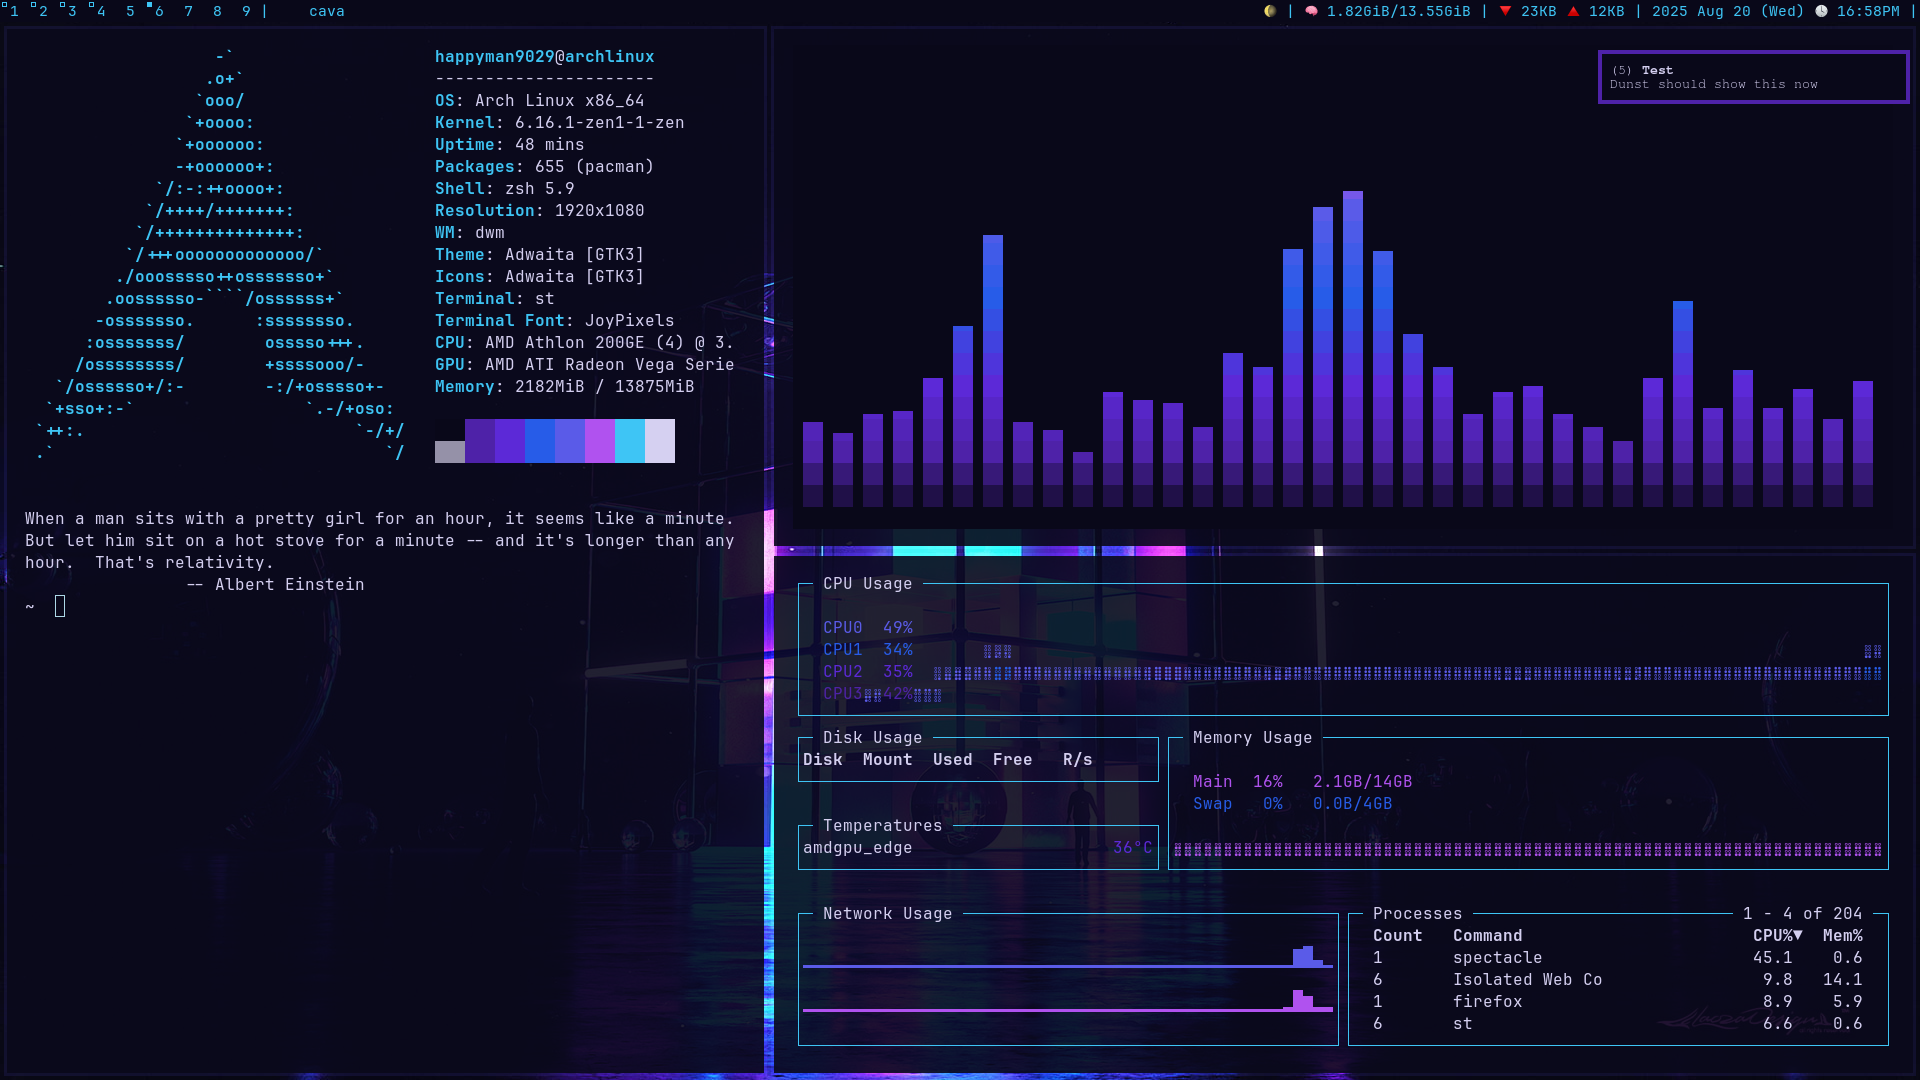 1 2 3 4 5 6 7 8 9 | cava
| 1.82GiB/13.55GiB | 23KB 12KB | 2025 Aug 20 (Wed) 16:58PM |
-`
.o+`
`ooo/
`+oooo:
`+oooooo:
-+oooooo+:
`/:-:++oooo+:
`/++++/+++++++:
`/++++++++++++++:
`/+++ooooooooooooo/`
./ooosssso++osssssso+`
.oossssso-````/ossssss+`
-osssssso. :ssssssso.
:osssssss/ osssso+++.
/ossssssss/ +ssssooo/-
`/ossssso+/:- -:/+osssso+-
`+sso+:-` `.-/+oso:
`++:. `-/+/
.` `/
happyman9029@archlinux
----------------------
OS: Arch Linux x86_64
Kernel: 6.16.1-zen1-1-zen
Uptime: 48 mins
Packages: 655 (pacman)
Shell: zsh 5.9
Resolution: 1920x1080
WM: dwm
Theme: Adwaita [GTK3]
Icons: Adwaita [GTK3]
Terminal: st
Terminal Font: JoyPixels
CPU: AMD Athlon 200GE (4) @ 3.
GPU: AMD ATI Radeon Vega Serie
Memory: 2182MiB / 13875MiB
When a man sits with a pretty girl for an hour, it seems like a minute.
But let him sit on a hot stove for a minute -- and it's longer than any
hour.  That's relativity.
-- Albert Einstein
~
(5) Test
Dunst should show this now
CPU Usage
CPU0 49%
CPU1 34%
CPU2 35%
CPU3 42%
Disk Usage
Disk Mount Used Free R/s
Temperatures
amdgpu_edge 36°C
Memory Usage
Main 16% 2.1GB/14GB
Swap 0% 0.0B/4GB
Network Usage
Processes 1 - 4 of 204
Count Command CPU%▼ Mem%
1 spectacle 45.1 0.6
6 Isolated Web Co 9.8 14.1
1 firefox 8.9 5.9
6 st 6.6 0.6